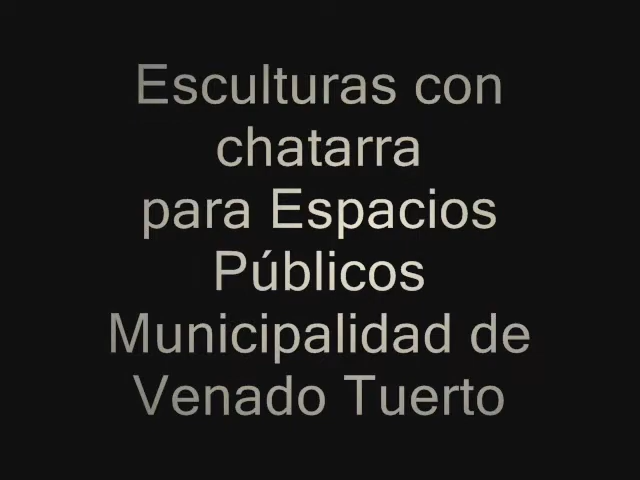 Esculturas con
chatarra
para Espacios
Públicos
Municipalidad de
Venado Tuerto